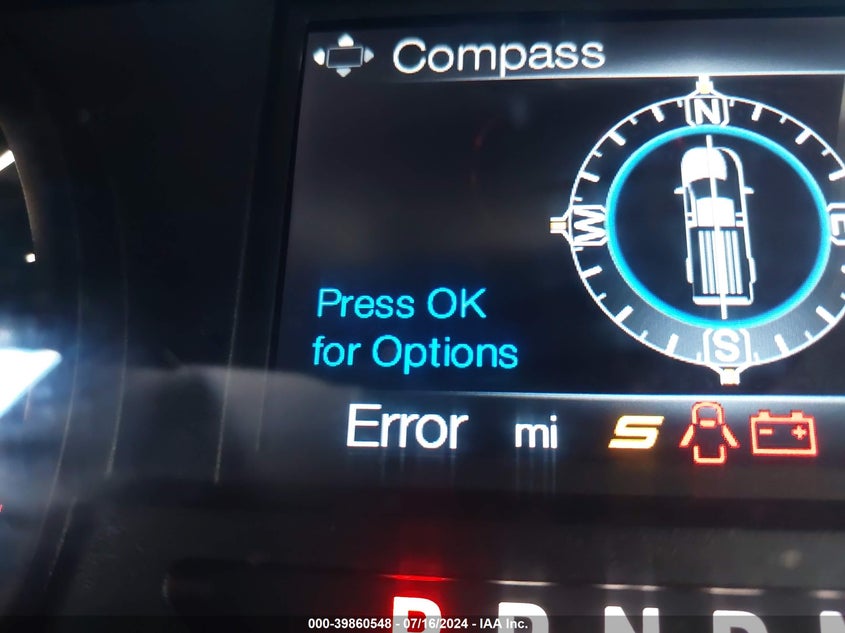 Compass
N
W
E
S
Press OK
for Options
Error mi
S
P R N D M
000-39860548 - 07/16/2024 - IAA Inc.